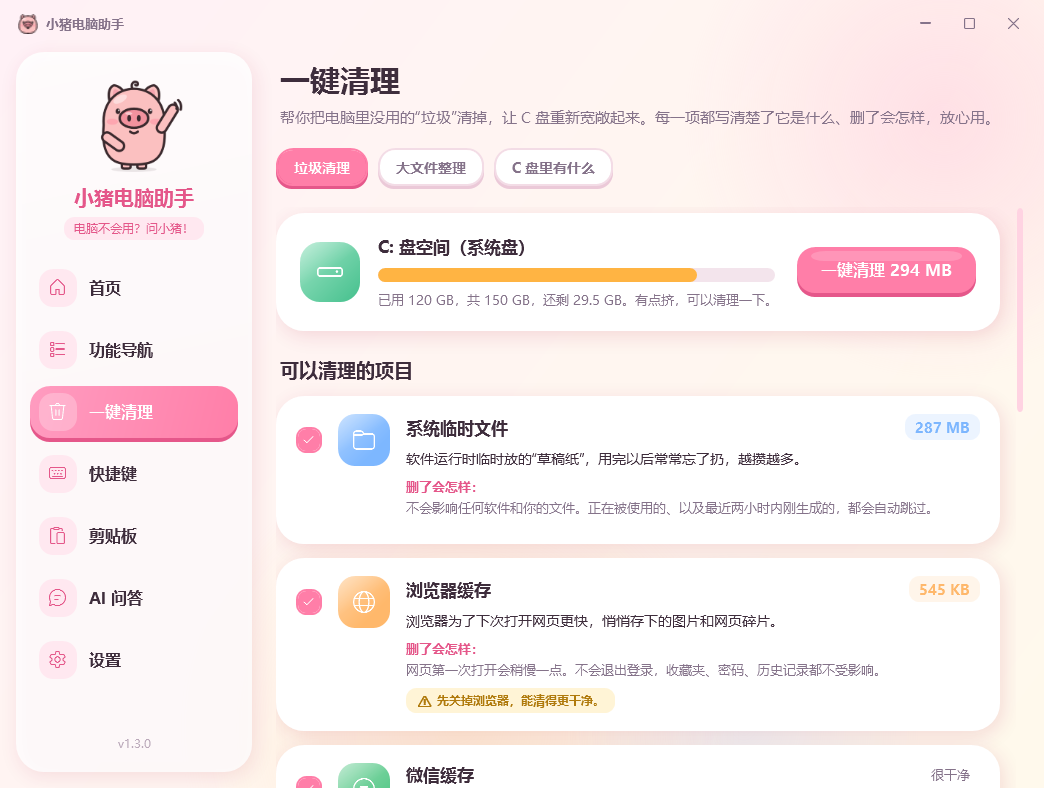 小猪电脑助手
小猪电脑助手
电脑不会用？问小猪！
首页
功能导航
一键清理
快捷键
剪贴板
AI 问答
设置
v1.3.0
一键清理
帮你把电脑里没用的“垃圾”清掉，让 C 盘重新宽敞起来。每一项都写清楚了它是什么、删了会怎样，放心用。
垃圾清理
大文件整理
C 盘里有什么
C: 盘空间（系统盘）
已用 120 GB，共 150 GB，还剩 29.5 GB。有点挤，可以清理一下。
一键清理 294 MB
可以清理的项目
系统临时文件
287 MB
软件运行时临时放的“草稿纸”，用完以后常常忘了扔，越攒越多。
删了会怎样：
不会影响任何软件和你的文件。正在被使用的、以及最近两小时内刚生成的，都会自动跳过。
浏览器缓存
545 KB
浏览器为了下次打开网页更快，悄悄存下的图片和网页碎片。
删了会怎样：
网页第一次打开会稍慢一点。不会退出登录，收藏夹、密码、历史记录都不受影响。
先关掉浏览器，能清得更干净。
微信缓存
很干净